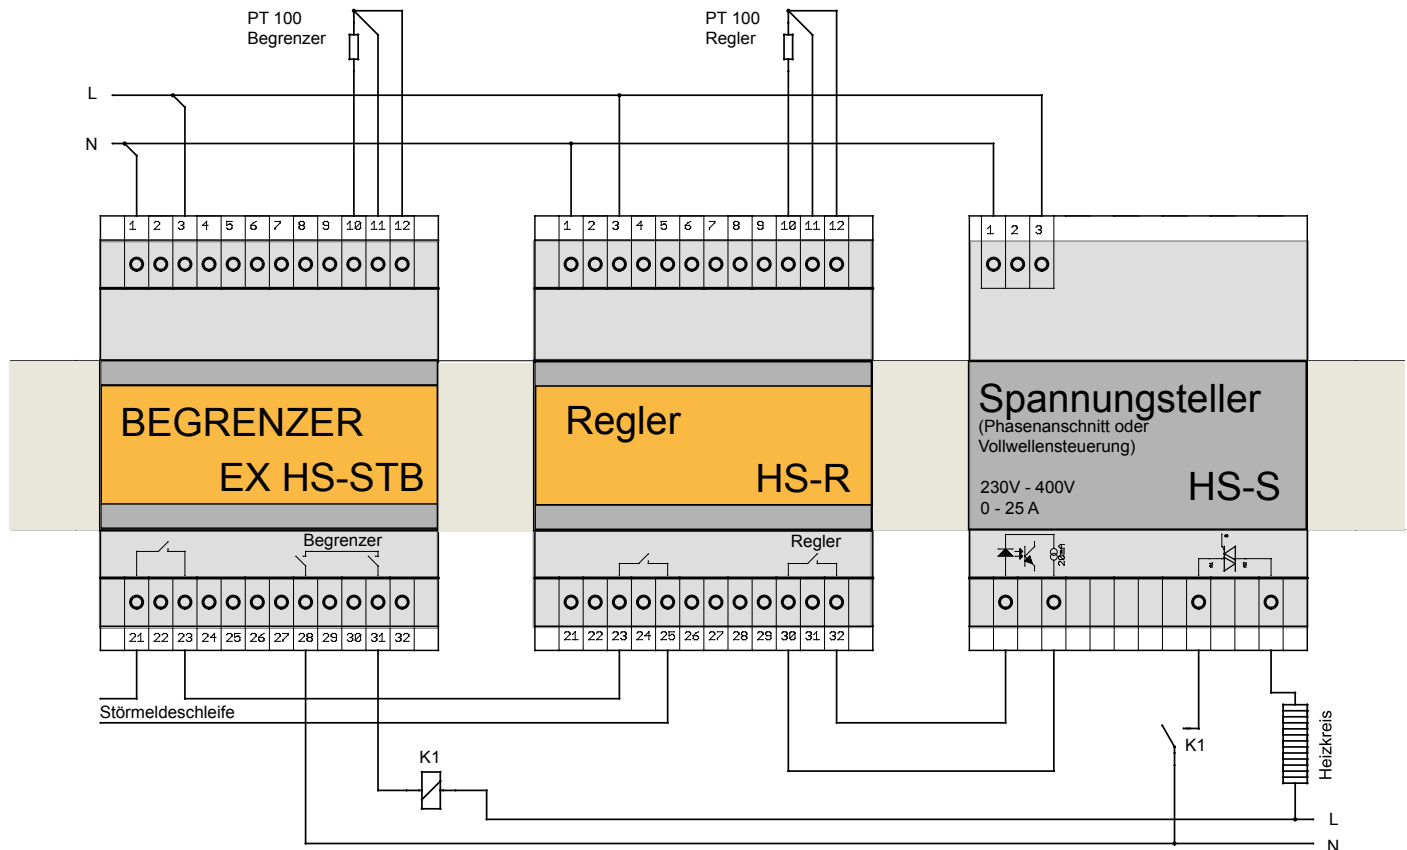 PT 100
Begrenzer
PT 100
Regler
L
N
1 2 3 4 5 6 7 8 9 10 11 12
1 2 3 4 5 6 7 8 9 10 11 12
1 2 3
BEGRENZER
EX HS-STB
Regler
HS-R
Spannungsteller
(Phasenanschnitt oder
Vollwellensteuerung)
HS-S
230V - 400V
0 - 25 A
Begrenzer
Regler
20mA
21 22 23 24 25 26 27 28 29 30 31 32
21 22 23 24 25 26 27 28 29 30 31 32
Störmeldeschleife
K1
K1
Heizkreis
L
N